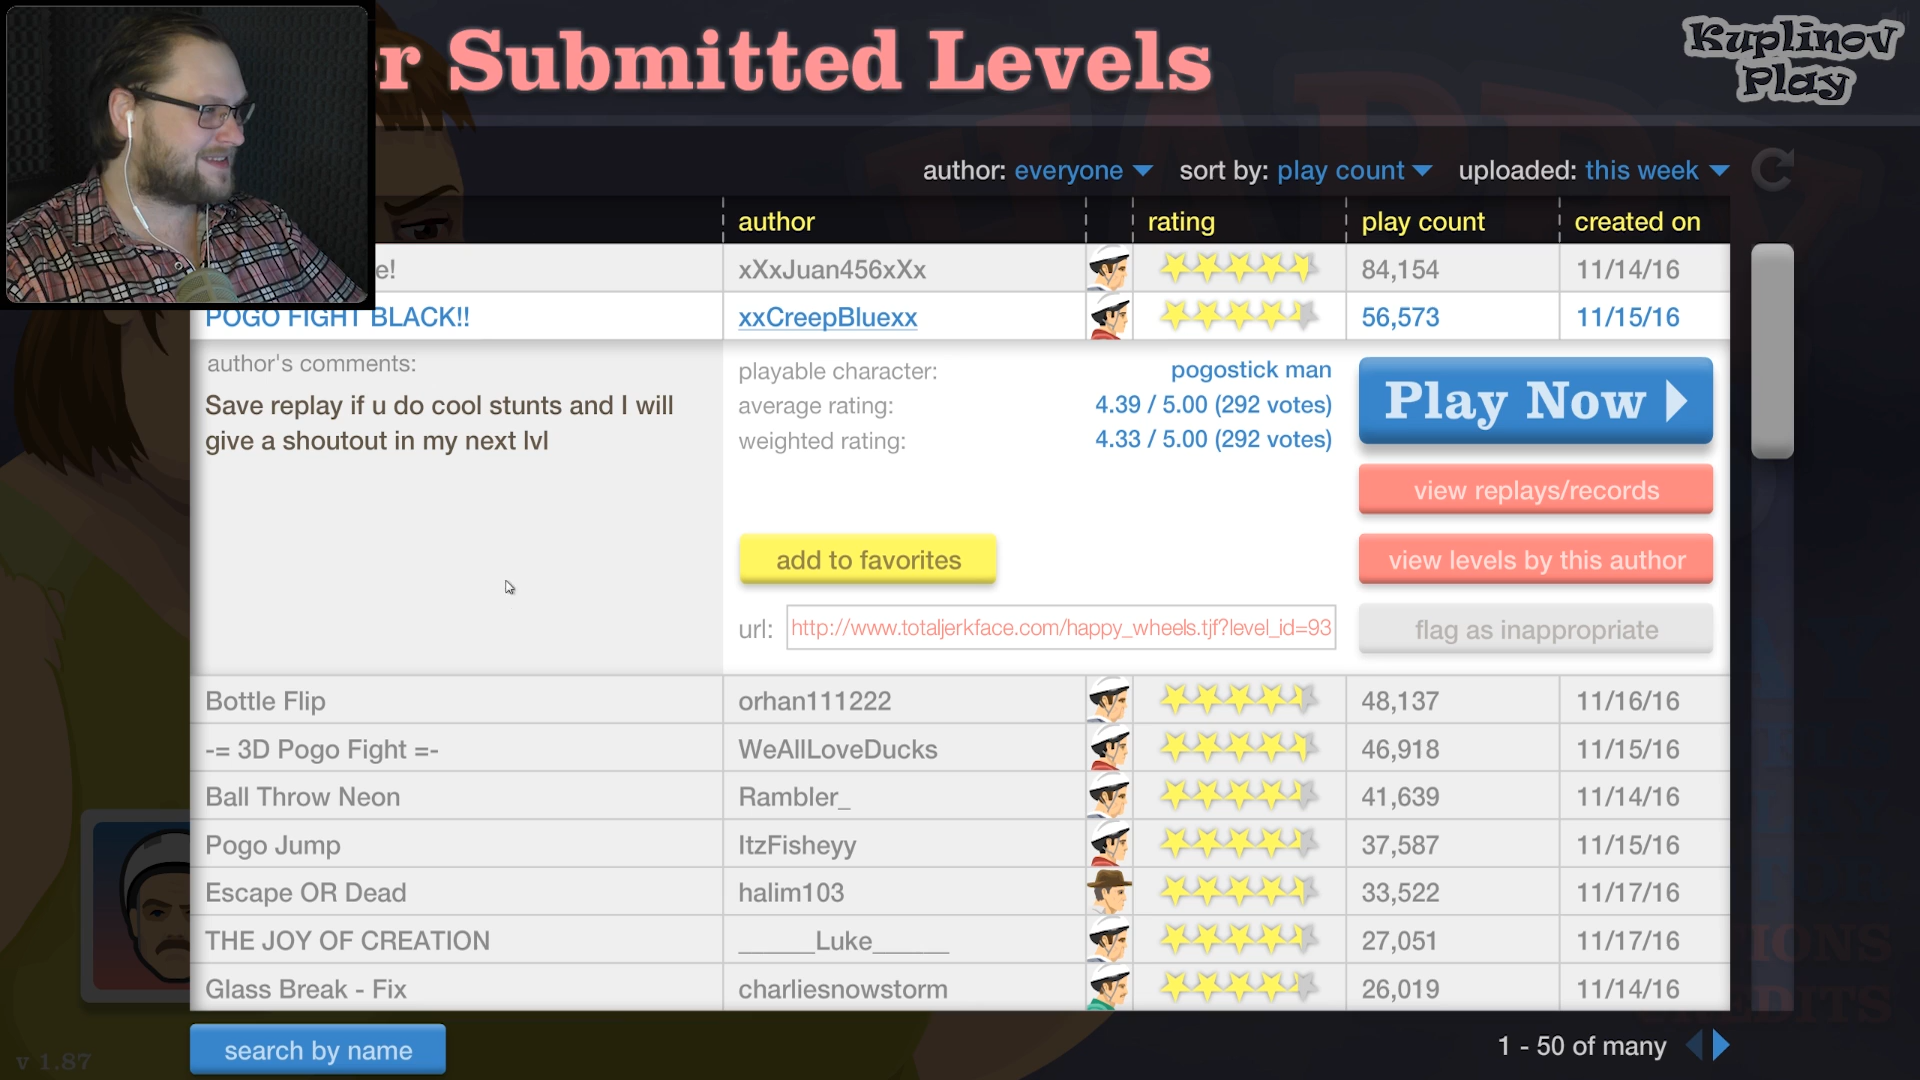 r Submitted Levels
Kuplinov
Play
author: everyone sort by: play count uploaded: this week
author rating play count created on
e! xXxJuan456xXx 84,154 11/14/16
POGO FIGHT BLACK!! xxCreepBluexx 56,573 11/15/16
author's comments:
Save replay if u do cool stunts and I will
give a shoutout in my next lvl
playable character: pogostick man
average rating: 4.39 / 5.00 (292 votes)
weighted rating: 4.33 / 5.00 (292 votes)
Play Now
view replays/records
add to favorites
view levels by this author
url: http://www.totaljerkface.com/happy_wheels.tjf?level_id=93
flag as inappropriate
Bottle Flip orhan111222 48,137 11/16/16
-= 3D Pogo Fight =- WeAllLoveDucks 46,918 11/15/16
Ball Throw Neon Rambler_ 41,639 11/14/16
Pogo Jump ItzFisheyy 37,587 11/15/16
Escape OR Dead halim103 33,522 11/17/16
THE JOY OF CREATION ______Luke______ 27,051 11/17/16
Glass Break - Fix charliesnowstorm 26,019 11/14/16
search by name
1 - 50 of many
v 1.87